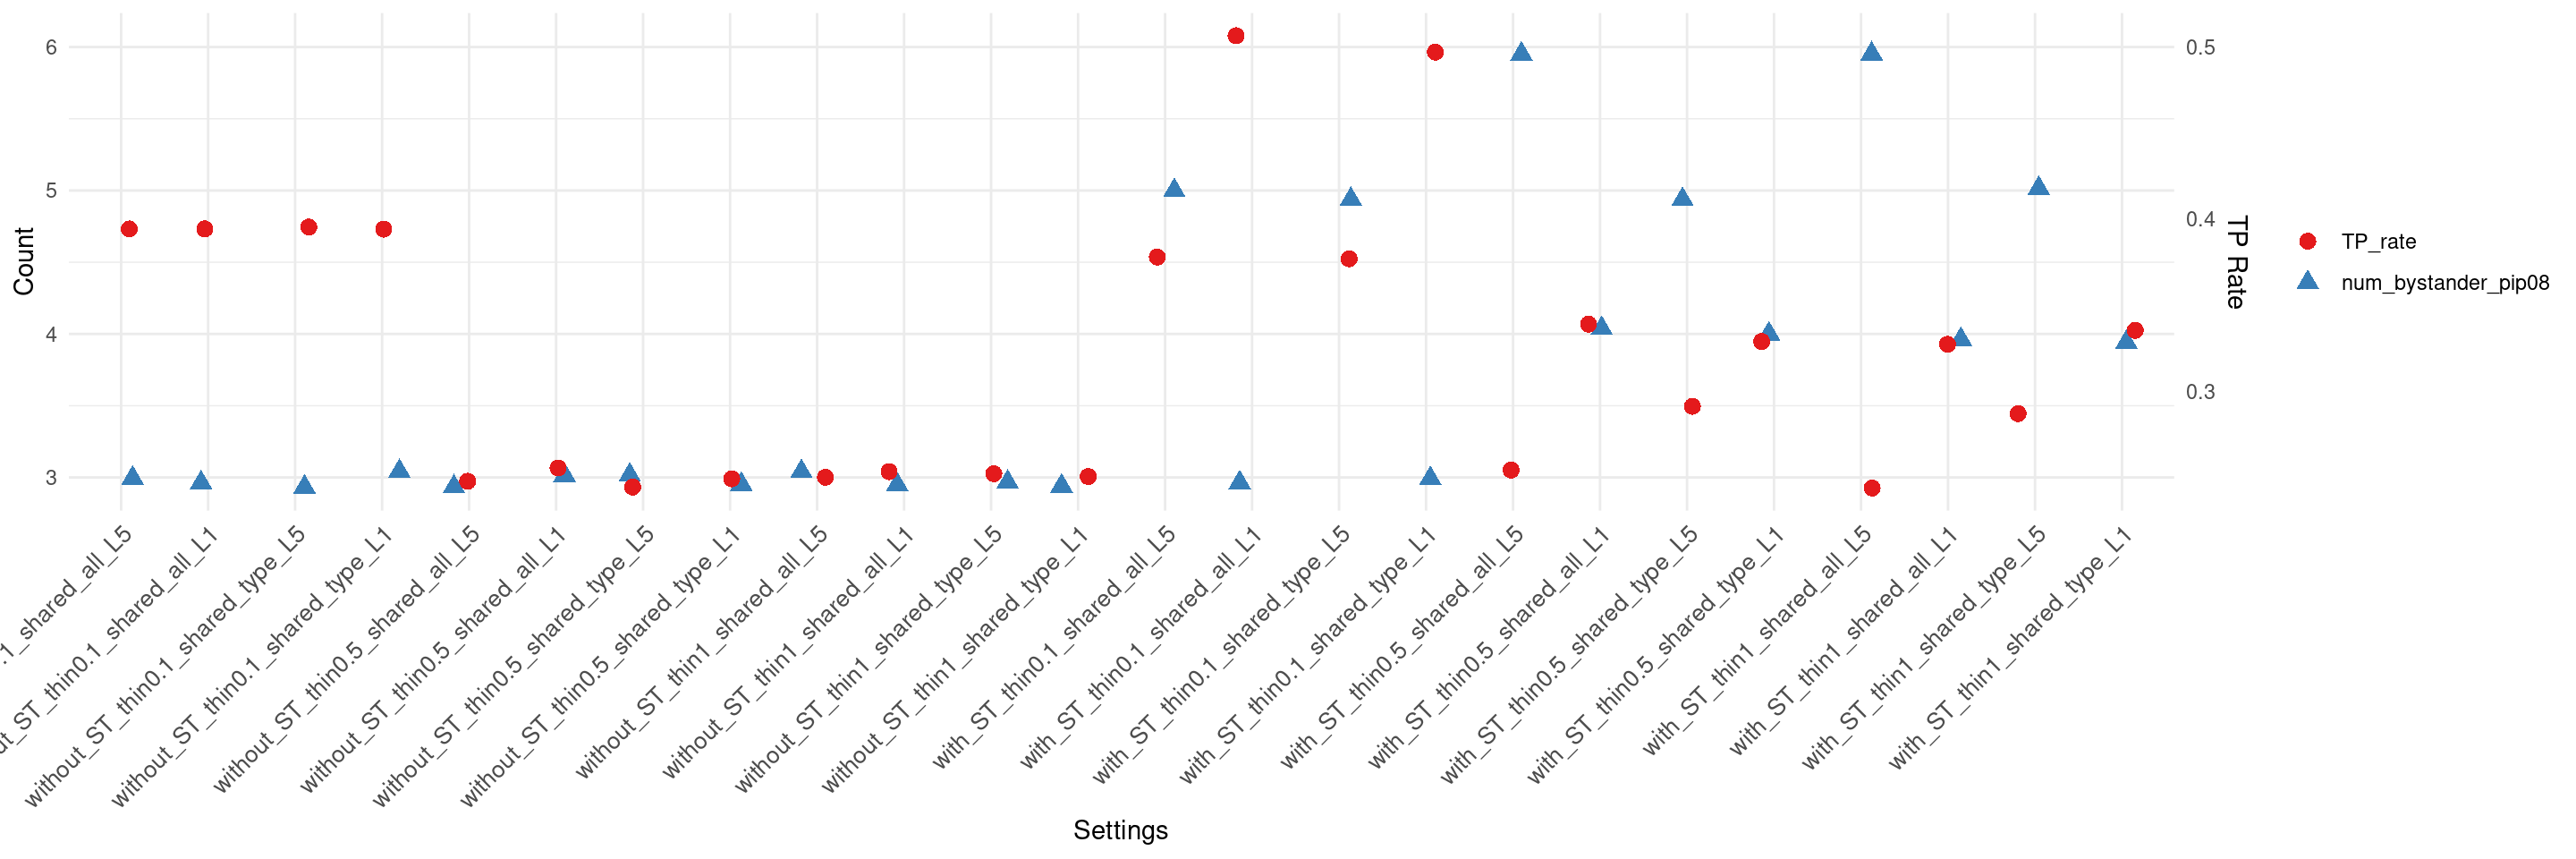 6
5
4
3
Count
0.5
0.4
0.3
TP Rate
TP_rate
num_bystander_pip08
.1_shared_all_L5
ut_ST_thin0.1_shared_all_L1
without_ST_thin0.1_shared_type_L5
without_ST_thin0.1_shared_type_L1
without_ST_thin0.5_shared_all_L5
without_ST_thin0.5_shared_all_L1
without_ST_thin0.5_shared_type_L5
without_ST_thin0.5_shared_type_L1
without_ST_thin1_shared_all_L5
without_ST_thin1_shared_all_L1
without_ST_thin1_shared_type_L5
without_ST_thin1_shared_type_L1
with_ST_thin0.1_shared_all_L5
with_ST_thin0.1_shared_all_L1
with_ST_thin0.1_shared_type_L5
with_ST_thin0.1_shared_type_L1
with_ST_thin0.5_shared_all_L5
with_ST_thin0.5_shared_all_L1
with_ST_thin0.5_shared_type_L5
with_ST_thin0.5_shared_type_L1
with_ST_thin1_shared_all_L5
with_ST_thin1_shared_all_L1
with_ST_thin1_shared_type_L5
with_ST_thin1_shared_type_L1
Settings